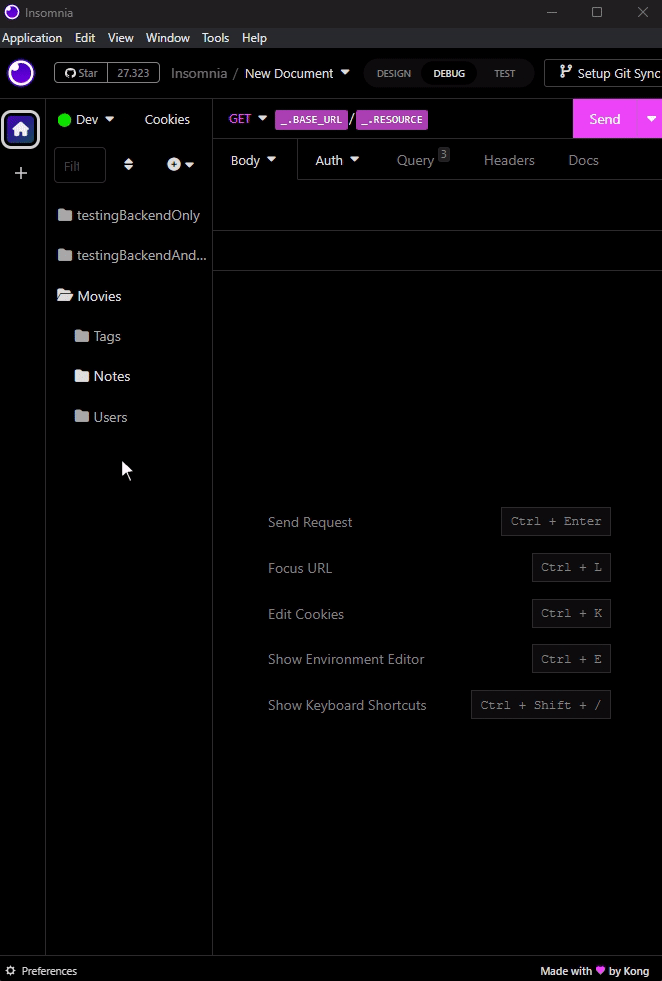 Insomnia
Application Edit View Window Tools Help
Star 27.323 Insomnia / New Document DESIGN DEBUG TEST Setup Git Sync
Dev Cookies
GET _.BASE_URL / _.RESOURCE Send
Filt
Body Auth Query 3 Headers Docs
testingBackendOnly
testingBackendAnd...
Movies
Tags
Notes
Users
Send Request Ctrl + Enter
Focus URL Ctrl + L
Edit Cookies Ctrl + K
Show Environment Editor Ctrl + E
Show Keyboard Shortcuts Ctrl + Shift + /
Preferences Made with ♥ by Kong